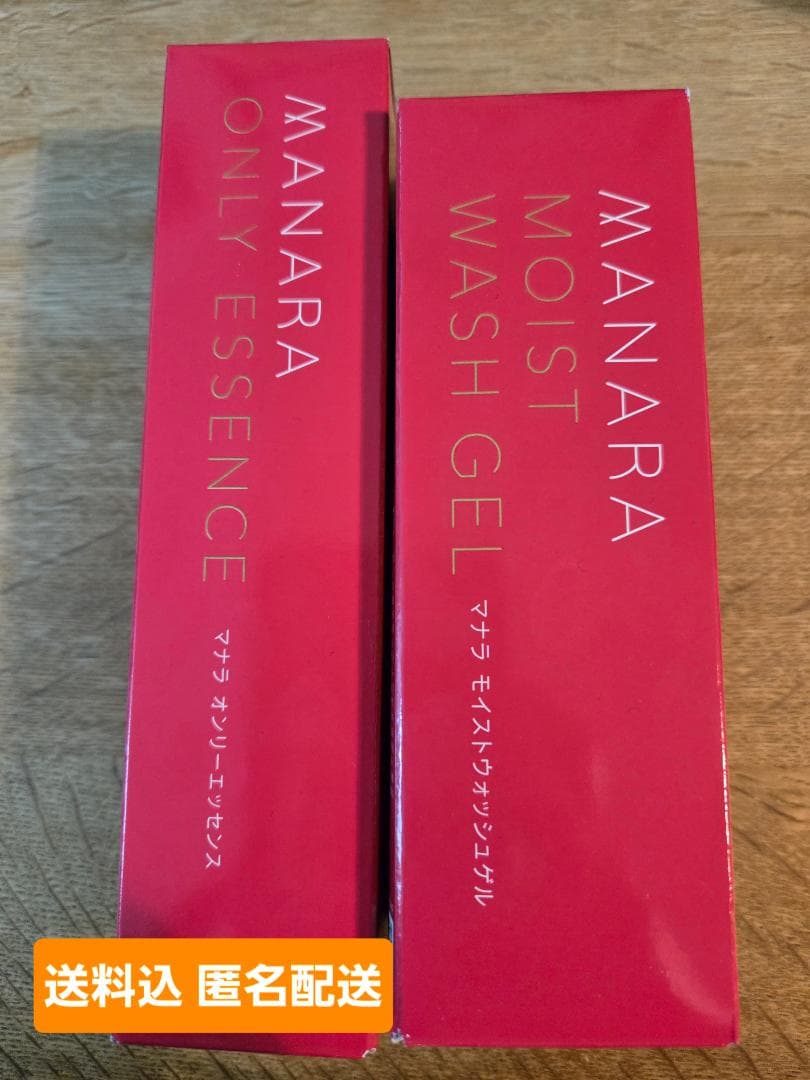 MANARA
ONLY ESSENCE
マナラ オンリーエッセンス
MANARA
MOIST
WASH GEL
マナラ モイストウォッシュゲル
送料込 匿名配送